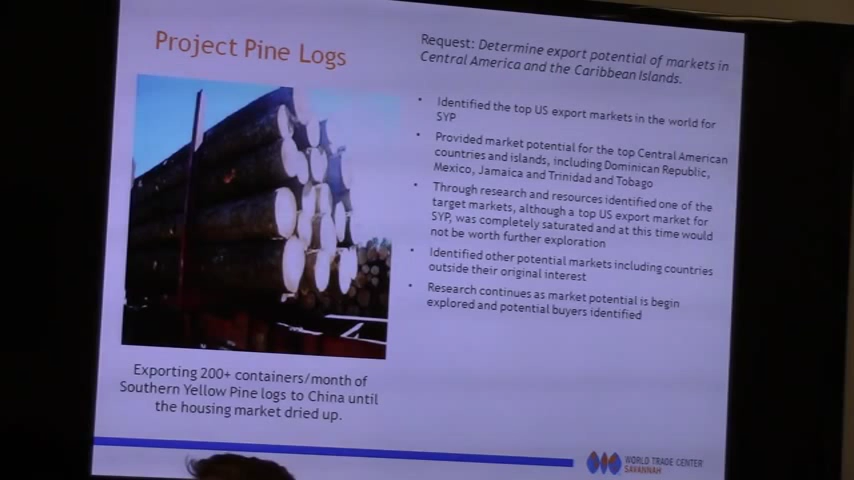 Project Pine Logs
Exporting 200+ containers/month of
Southern Yellow Pine logs to China until
the housing market dried up.
Request: Determine export potential of markets in
Central America and the Caribbean Islands.
• Identified the top US export markets in the world for
SYP
• Provided market potential for the top Central American
countries and islands, including Dominican Republic,
Mexico, Jamaica and Trinidad and Tobago
• Through research and resources identified one of the
target markets, although a top US export market for
SYP, was completely saturated and at this time would
not be worth further exploration
• Identified other potential markets including countries
outside their original interest
• Research continues as market potential is begin
explored and potential buyers identified
WORLD TRADE CENTER
SAVANNAH